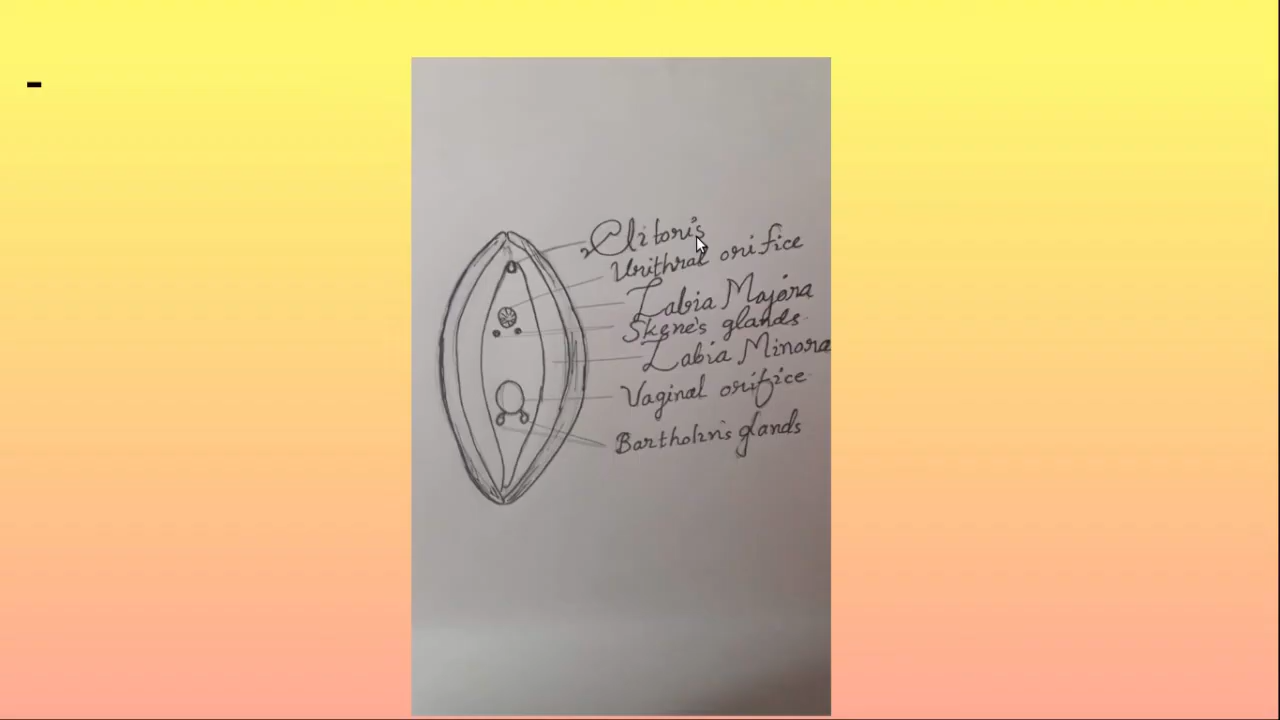 -
Clitoris
Urithral orifice
Labia Majora
Skene's glands
Labia Minora
Vaginal orifice
Bartholin's glands